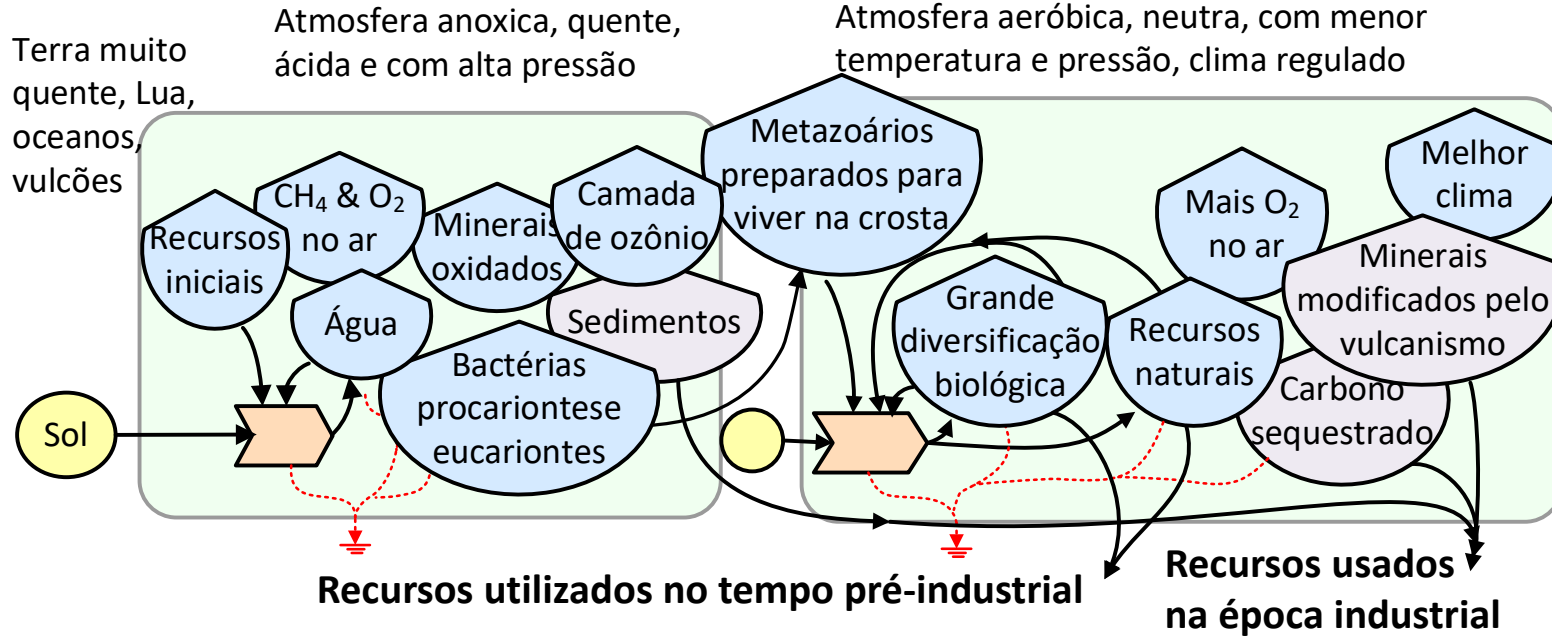 Terra muito
quente, Lua,
oceanos,
vulcões
Atmosfera anoxica, quente,
ácida e com alta pressão
Atmosfera aeróbica, neutra, com menor
temperatura e pressão, clima regulado
Recursos
iniciais
CH₄ & O₂
no ar
Minerais
oxidados
Camada
de ozônio
Água
Sedimentos
Bactérias
procariontese
eucariontes
Sol
Metazoários
preparados para
viver na crosta
Grande
diversificação
biológica
Recursos
naturais
Mais O₂
no ar
Melhor
clima
Minerais
modificados pelo
vulcanismo
Carbono
sequestrado
Recursos utilizados no tempo pré-industrial
Recursos usados
na época industrial